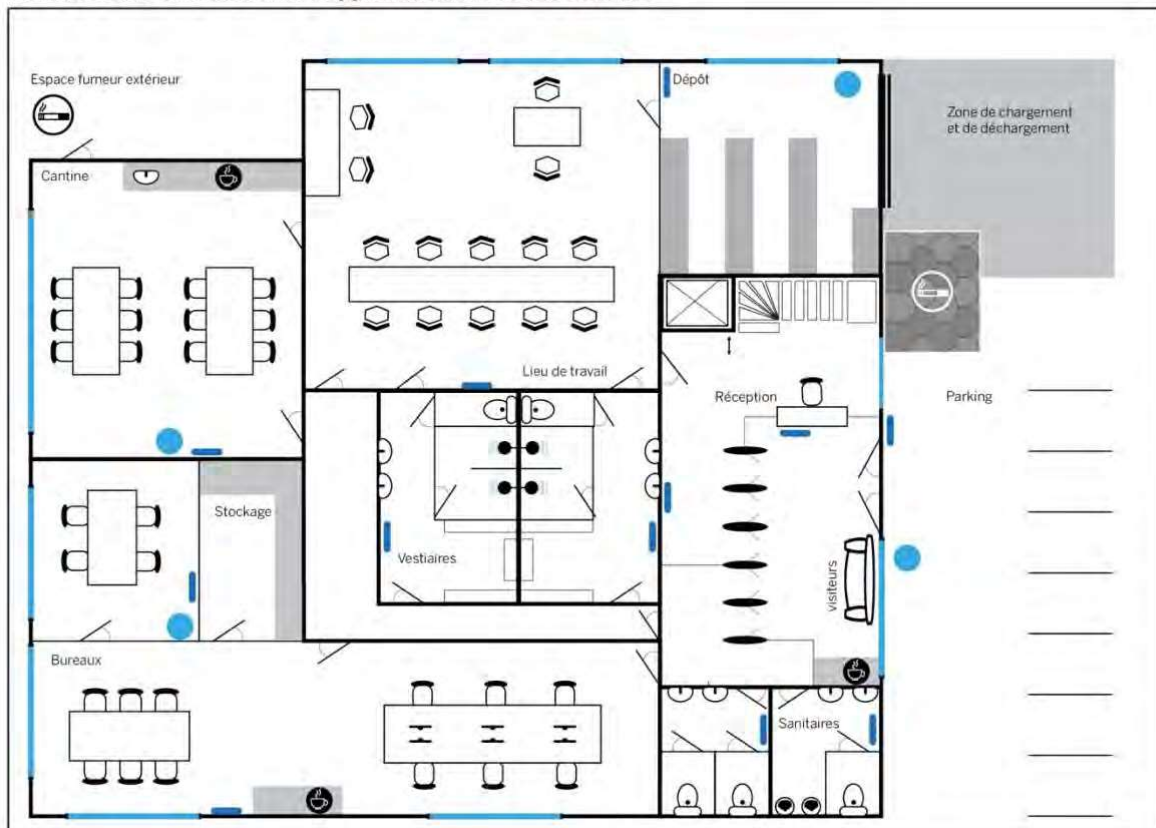 Espace fumeur extérieur
Dépôt
Zone de chargement
et de déchargement
Cantine
Lieu de travail
Réception
Parking
Stockage
Vestiaires
visiteurs
Bureaux
Sanitaires